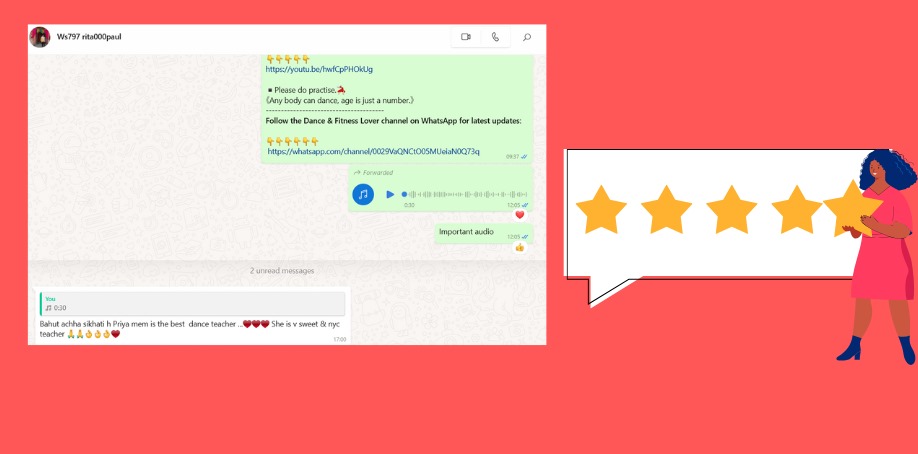 Ws797 rita000paul
👇👇👇👇👇
https://youtu.be/hwfCpPHOkUg
▪Please do practise.💃
《Any body can dance, age is just a number.》
----------------------------------------
Follow the Dance & Fitness Lover channel on WhatsApp for latest updates:
👇👇👇👇👇👇
https://whatsapp.com/channel/0029VaQNCtO05MUeiaN0Q73q
09:57
Forwarded
0:30 12:05
Important audio
12:05
2 unread messages
You
0:30
Bahut achha sikhati h Priya mem is the best dance teacher ...❤❤❤ She is v sweet & nyc
teacher 🙏🙏👌👌👌❤
17:00